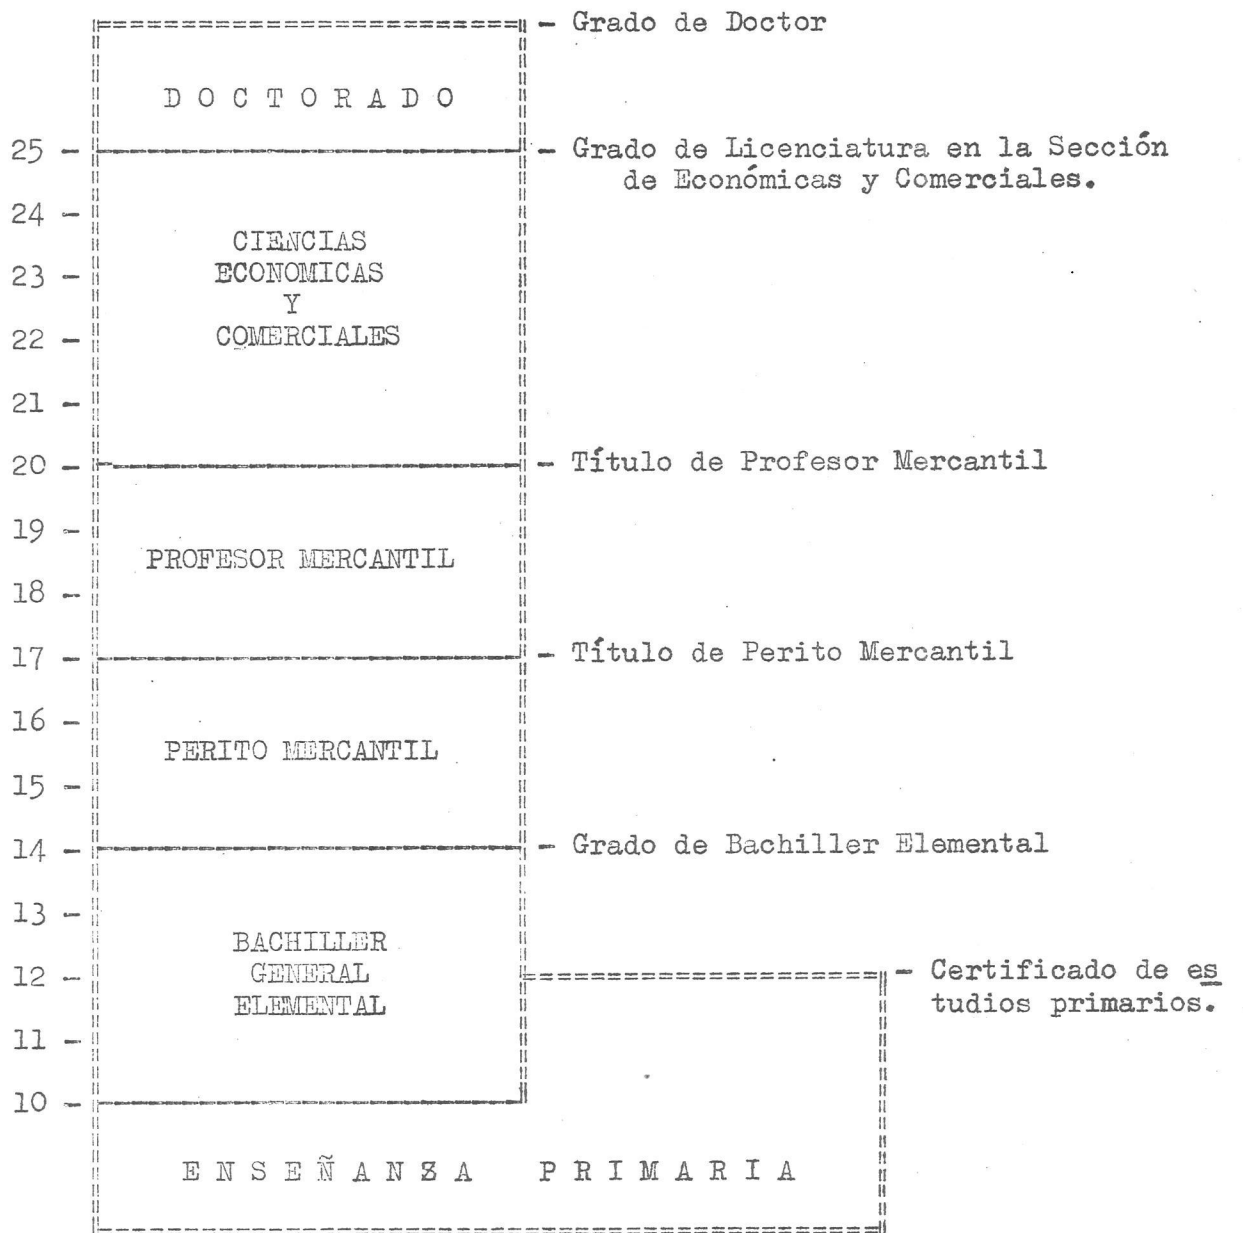 - Grado de Doctor
D O C T O R A D O
25 - - Grado de Licenciatura en la Sección
de Económicas y Comerciales.
24 -
CIENCIAS
23 - ECONOMICAS
Y
22 - COMERCIALES
21 -
20 - - Título de Profesor Mercantil
19 -
PROFESOR MERCANTIL
18 -
17 - - Título de Perito Mercantil
16 -
PERITO MERCANTIL
15 -
14 - - Grado de Bachiller Elemental
13 -
BACHILLER
12 - GENERAL - Certificado de es
ELEMENTAL tudios primarios.
11 -
10 -
E N S E Ñ A N Z A P R I M A R I A